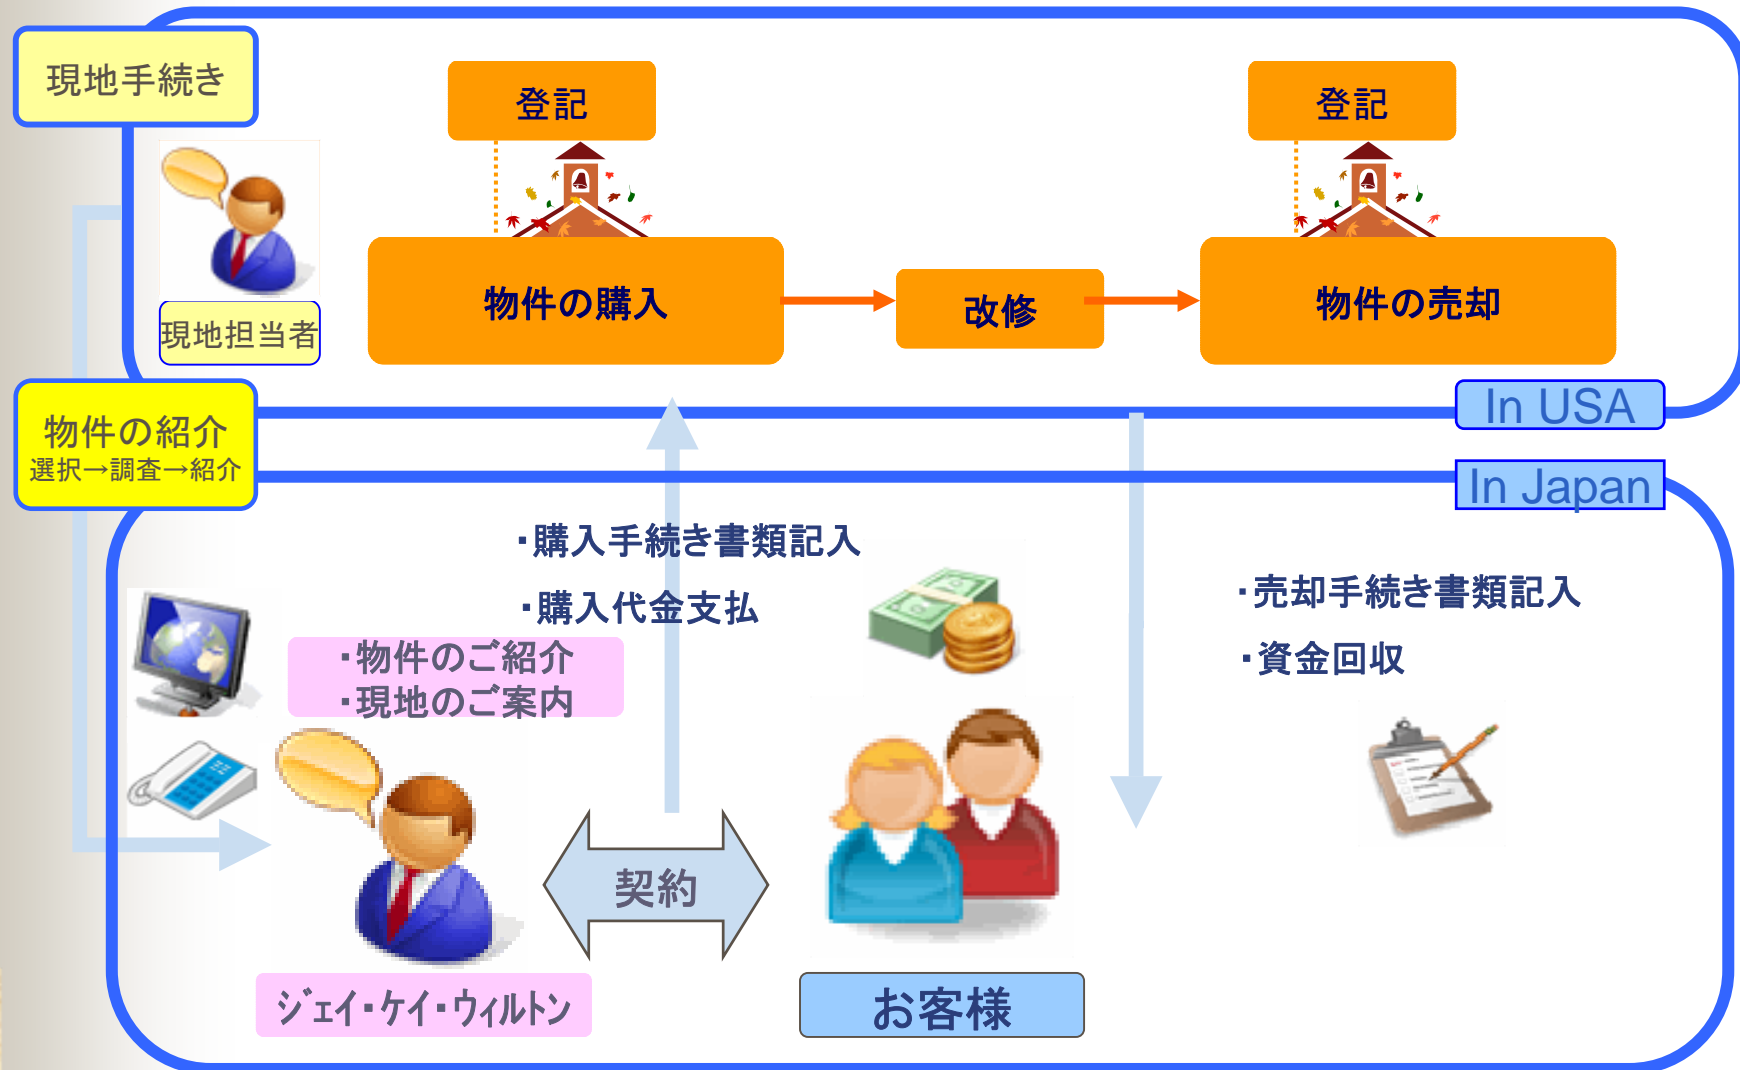 現地手続き
登記
登記
現地担当者
物件の購入
改修
物件の売却
In USA
物件の紹介
選択→調査→紹介
In Japan
・購入手続き書類記入
・購入代金支払
・売却手続き書類記入
・資金回収
・物件のご紹介
・現地のご案内
契約
ジェイ・ケイ・ウィルトン
お客様